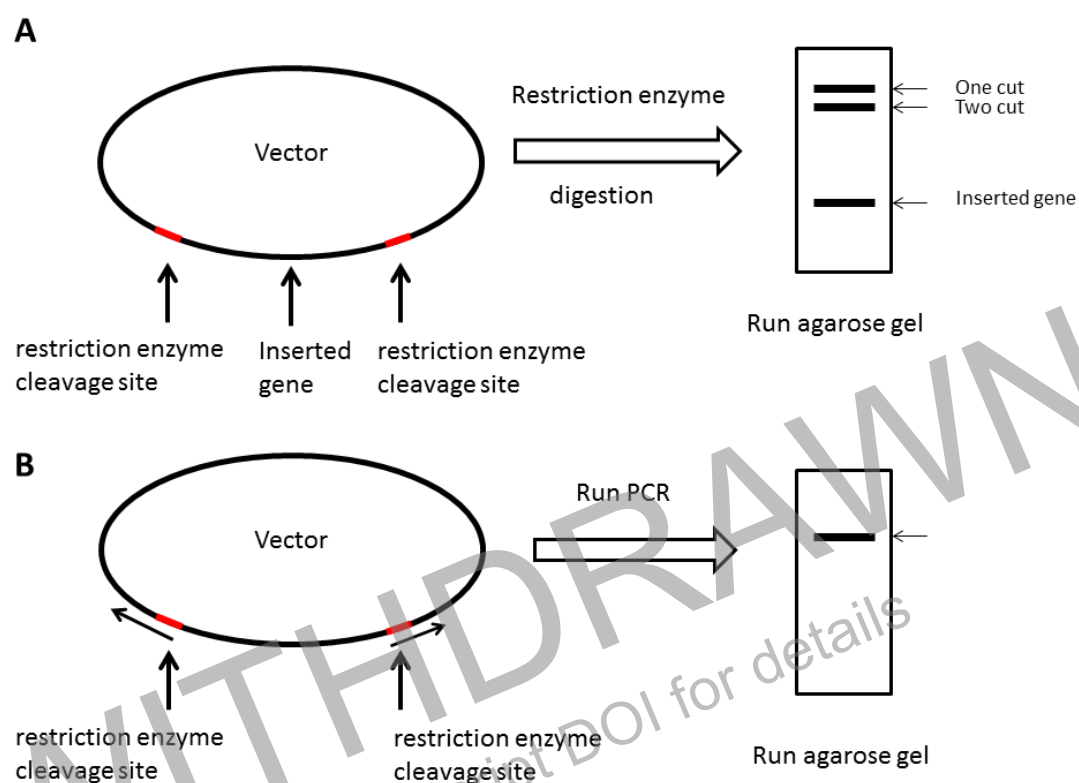 A
Vector
Restriction enzyme
digestion
One cut
Two cut
Inserted gene
restriction enzyme
cleavage site
Inserted
gene
restriction enzyme
cleavage site
Run agarose gel
B
Vector
Run PCR
restriction enzyme
cleavage site
restriction enzyme
cleavage site
Run agarose gel
WITHDRAWN
DOI for details